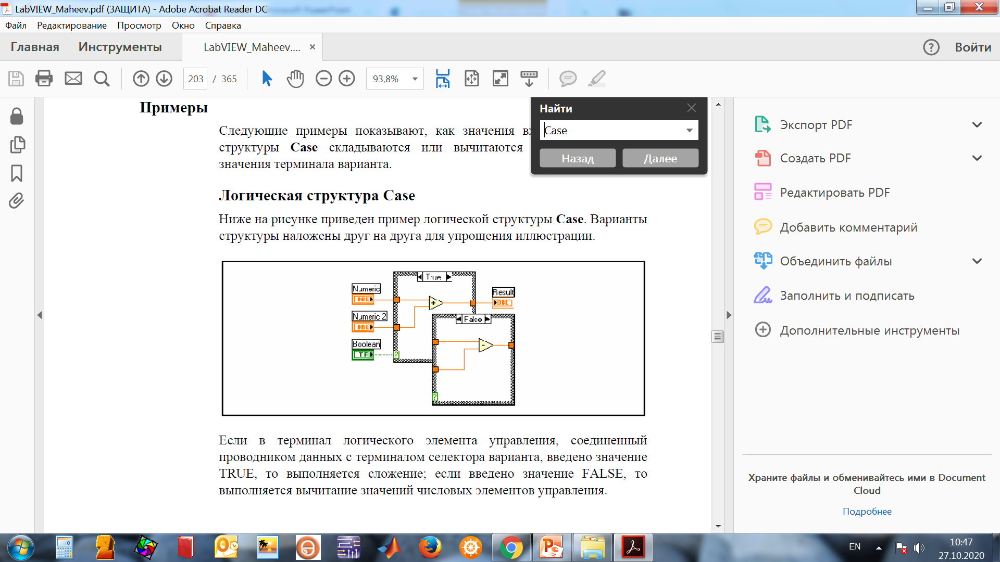 LabVIEW_Maheev.pdf (ЗАЩИТА) - Adobe Acrobat Reader DC
Файл Редактирование Просмотр Окно Справка
Главная Инструменты LabVIEW_Maheev.... × ? Войти
203 / 365 93,8%
Примеры
Следующие примеры показывают, как значения
структуры Case складываются или вычитаются
значения терминала варианта.
Найти
Case
Назад Далее
Логическая структура Case
Ниже на рисунке приведен пример логической структуры Case. Варианты
структуры наложены друг на друга для упрощения иллюстрации.
True
Numeric
DBL
Result
DBL
Numeric 2
DBL
False
Boolean
TF
?
?
Если в терминал логического элемента управления, соединенный
проводником данных с терминалом селектора варианта, введено значение
TRUE, то выполняется сложение; если введено значение FALSE, то
выполняется вычитание значений числовых элементов управления.
Экспорт PDF
Создать PDF
Редактировать PDF
Добавить комментарий
Объединить файлы
Заполнить и подписать
Дополнительные инструменты
Храните файлы и обменивайтесь ими в Document
Cloud
Подробнее
EN
10:47
27.10.2020